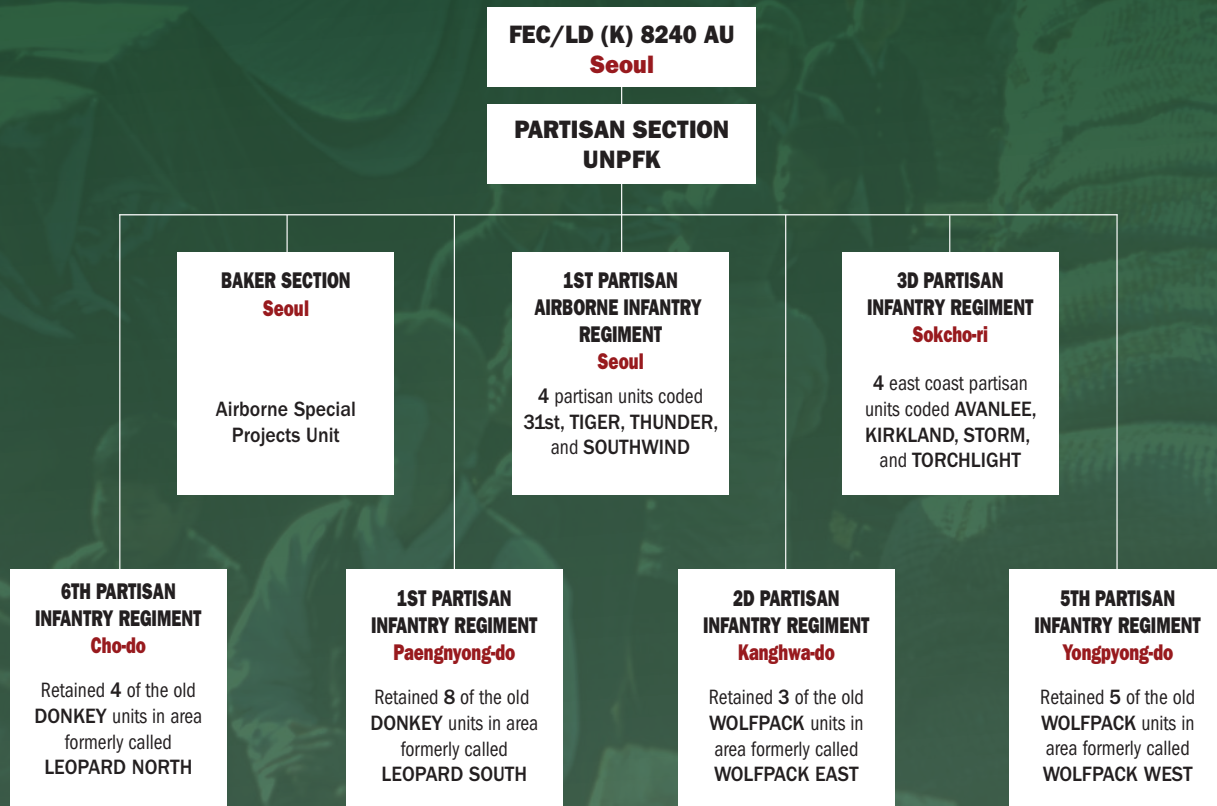 FEC/LD (K) 8240 AU
Seoul
PARTISAN SECTION
UNPFK
BAKER SECTION
Seoul
Airborne Special
Projects Unit
1ST PARTISAN
AIRBORNE INFANTRY
REGIMENT
Seoul
4 partisan units coded
31st, TIGER, THUNDER,
and SOUTHWIND
3D PARTISAN
INFANTRY REGIMENT
Sokcho-ri
4 east coast partisan
units coded AVANLEE,
KIRKLAND, STORM,
and TORCHLIGHT
6TH PARTISAN
INFANTRY REGIMENT
Cho-do
Retained 4 of the old
DONKEY units in area
formerly called
LEOPARD NORTH
1ST PARTISAN
INFANTRY REGIMENT
Paengnyong-do
Retained 8 of the old
DONKEY units in area
formerly called
LEOPARD SOUTH
2D PARTISAN
INFANTRY REGIMENT
Kanghwa-do
Retained 3 of the old
WOLFPACK units in
area formerly called
WOLFPACK EAST
5TH PARTISAN
INFANTRY REGIMENT
Yongpyong-do
Retained 5 of the old
WOLFPACK units in
area formerly called
WOLFPACK WEST